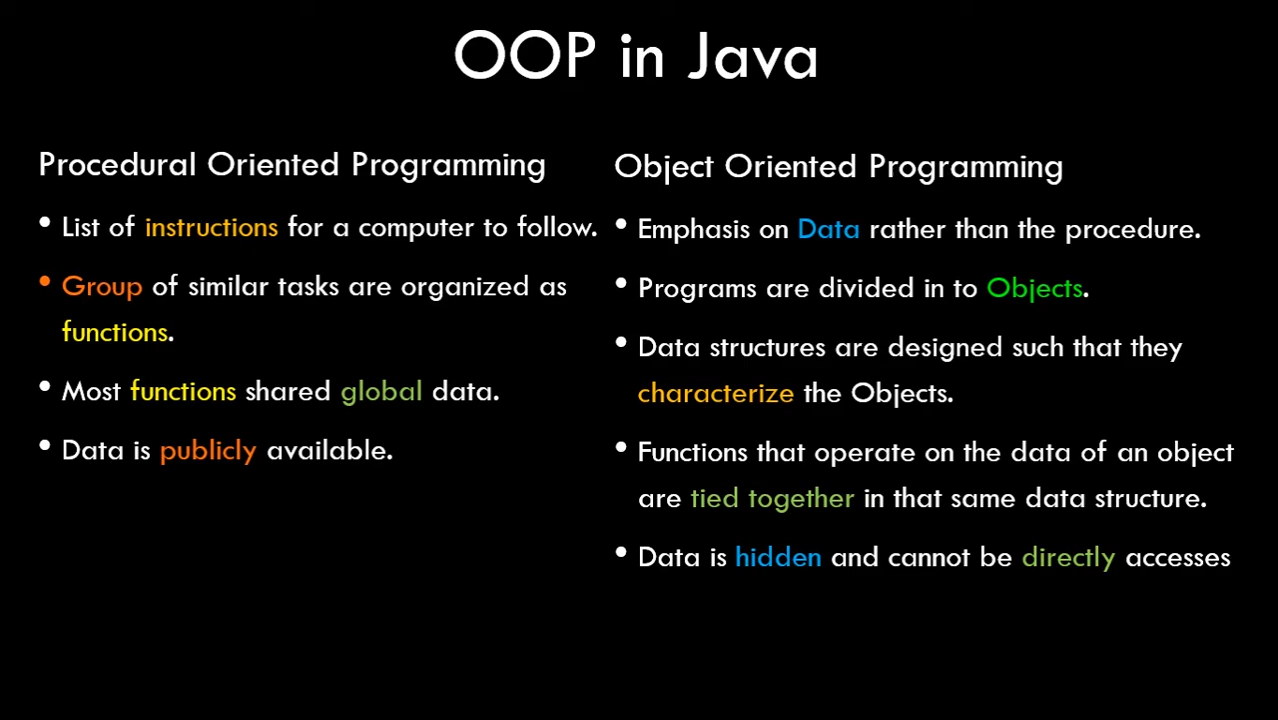 OOP in Java
Procedural Oriented Programming
• List of instructions for a computer to follow.
• Group of similar tasks are organized as
functions.
• Most functions shared global data.
• Data is publicly available.
Object Oriented Programming
• Emphasis on Data rather than the procedure.
• Programs are divided in to Objects.
• Data structures are designed such that they
characterize the Objects.
• Functions that operate on the data of an object
are tied together in that same data structure.
• Data is hidden and cannot be directly accesses